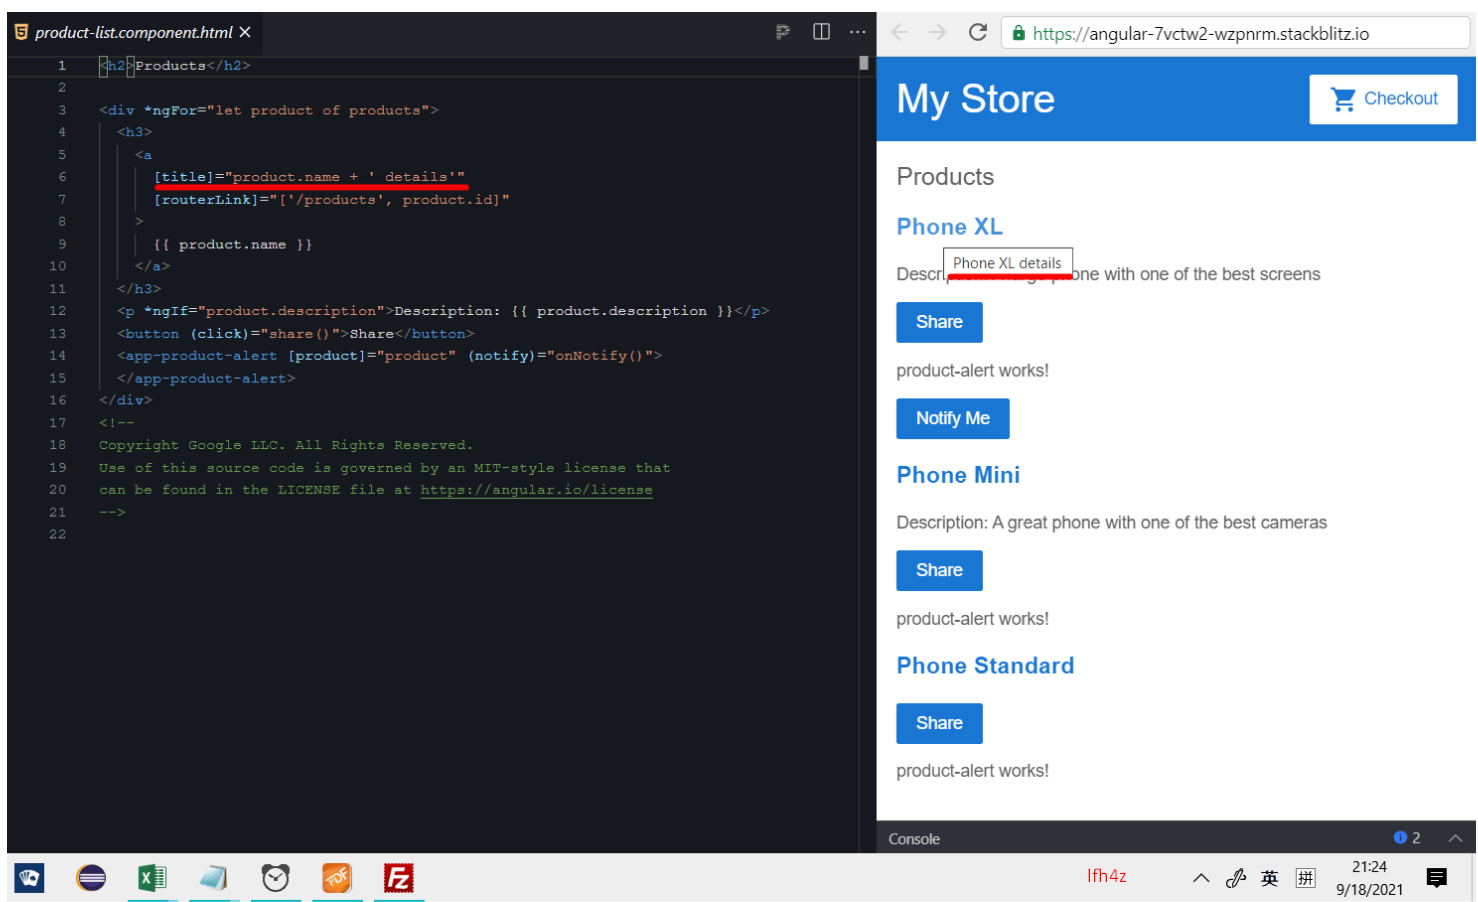 product-list.component.html
https://angular-7vctw2-wzpnrm.stackblitz.io
1 <h2>Products</h2>
2
3 <div *ngFor="let product of products">
4 <h3>
5 <a
6 [title]="product.name + ' details'"
7 [routerLink]="['/products', product.id]"
8 >
9 {{ product.name }}
10 </a>
11 </h3>
12 <p *ngIf="product.description">Description: {{ product.description }}</p>
13 <button (click)="share()">Share</button>
14 <app-product-alert [product]="product" (notify)="onNotify()">
15 </app-product-alert>
16 </div>
17 <!--
18 Copyright Google LLC. All Rights Reserved.
19 Use of this source code is governed by an MIT-style license that
20 can be found in the LICENSE file at https://angular.io/license
21 -->
22
My Store
Checkout
Products
Phone XL
Phone XL details
one with one of the best screens
Share
product-alert works!
Notify Me
Phone Mini
Description: A great phone with one of the best cameras
Share
product-alert works!
Phone Standard
Share
product-alert works!
Console
2
PDF
英
拼
21:24
9/18/2021